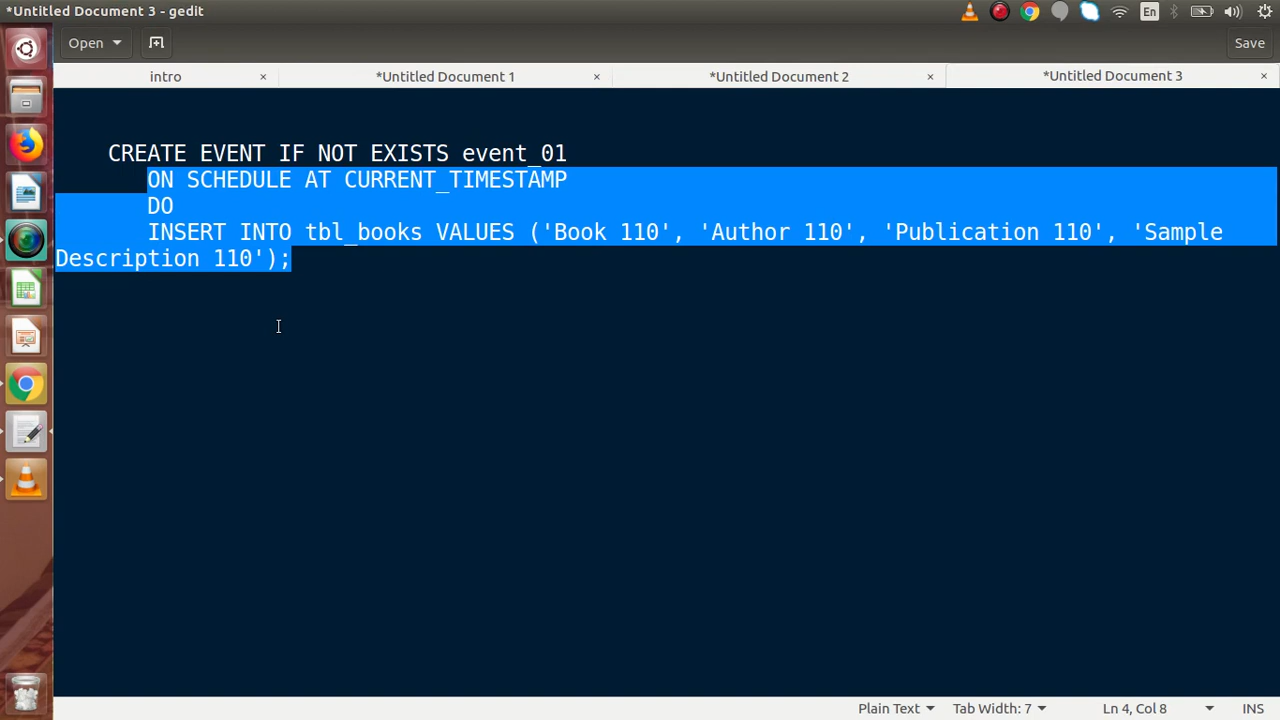 *Untitled Document 3 - gedit
En
Open
Save
intro
*Untitled Document 1
*Untitled Document 2
*Untitled Document 3
CREATE EVENT IF NOT EXISTS event_01
ON SCHEDULE AT CURRENT_TIMESTAMP
DO
INSERT INTO tbl_books VALUES ('Book 110', 'Author 110', 'Publication 110', 'Sample
Description 110');
Plain Text
Tab Width: 7
Ln 4, Col 8
INS